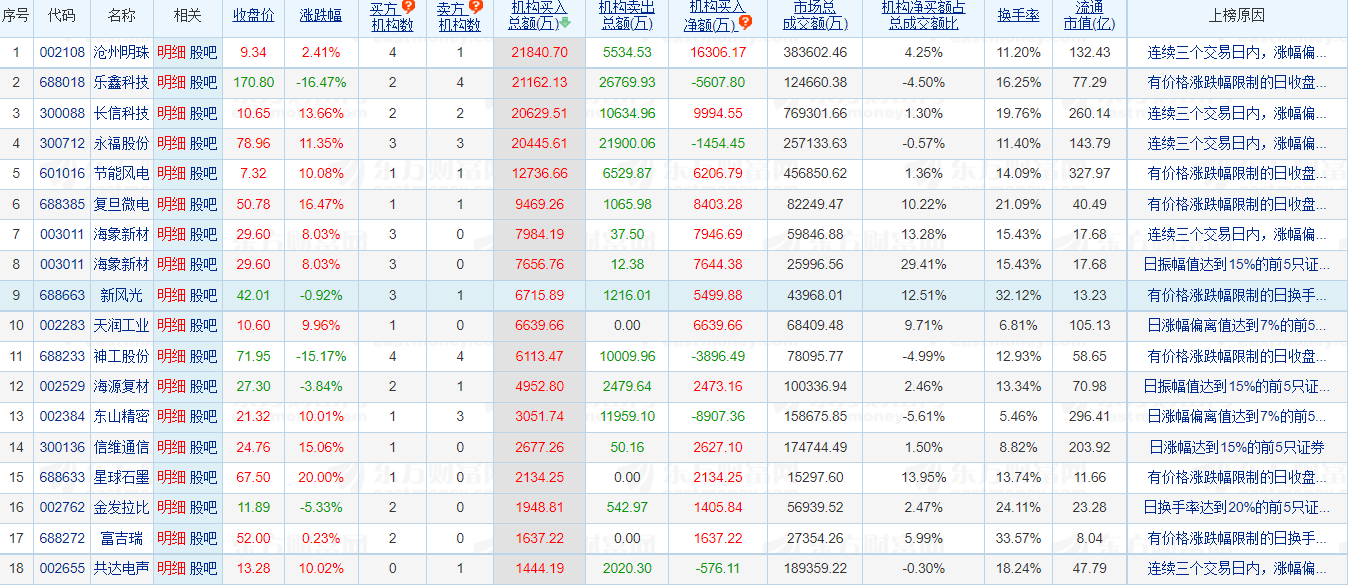 序号 代码 名称 相关 收盘价 涨跌幅 买方 机构数 卖方 机构数 机构买入 总额(万) 机构卖出 总额(万) 机构买入 净额(万) 市场总 成交额(万) 机构净买额占 总成交额比 换手率 流通 市值(亿) 上榜原因
1 002108 沧州明珠 明细 股吧 9.34 2.41% 4 1 21840.70 5534.53 16306.17 383602.46 4.25% 11.20% 132.43 连续三个交易日内，涨幅偏...
2 688018 乐鑫科技 明细 股吧 170.80 -16.47% 2 4 21162.13 26769.93 -5607.80 124660.38 -4.50% 16.25% 77.29 有价格涨跌幅限制的日收盘...
3 300088 长信科技 明细 股吧 10.65 13.66% 2 2 20629.51 10634.96 9994.55 769301.66 1.30% 19.76% 260.14 连续三个交易日内，涨幅偏...
4 300712 永福股份 明细 股吧 78.96 11.35% 3 3 20445.61 21900.06 -1454.45 257133.63 -0.57% 11.40% 143.79 连续三个交易日内，涨幅偏...
5 601016 节能风电 明细 股吧 7.32 10.08% 1 1 12736.66 6529.87 6206.79 456850.62 1.36% 14.09% 327.97 有价格涨跌幅限制的日收盘...
6 688385 复旦微电 明细 股吧 50.78 16.47% 1 1 9469.26 1065.98 8403.28 82249.47 10.22% 21.09% 40.49 有价格涨跌幅限制的日收盘...
7 003011 海象新材 明细 股吧 29.60 8.03% 3 0 7984.19 37.50 7946.69 59846.88 13.28% 15.43% 17.68 连续三个交易日内，涨幅偏...
8 003011 海象新材 明细 股吧 29.60 8.03% 3 0 7656.76 12.38 7644.38 25996.56 29.41% 15.43% 17.68 日振幅值达到15%的前5只证...
9 688663 新风光 明细 股吧 42.01 -0.92% 3 1 6715.89 1216.01 5499.88 43968.01 12.51% 32.12% 13.23 有价格涨跌幅限制的日换手...
10 002283 天润工业 明细 股吧 10.60 9.96% 1 0 6639.66 0.00 6639.66 68409.48 9.71% 6.81% 105.13 日涨幅偏离值达到7%的前5...
11 688233 神工股份 明细 股吧 71.95 -15.17% 4 4 6113.47 10009.96 -3896.49 78095.77 -4.99% 12.93% 58.65 有价格涨跌幅限制的日收盘...
12 002529 海源复材 明细 股吧 27.30 -3.84% 2 1 4952.80 2479.64 2473.16 100336.94 2.46% 13.34% 70.98 日振幅值达到15%的前5只证...
13 002384 东山精密 明细 股吧 21.32 10.01% 1 3 3051.74 11959.10 -8907.36 158675.85 -5.61% 5.46% 296.41 日涨幅偏离值达到7%的前5...
14 300136 信维通信 明细 股吧 24.76 15.06% 1 0 2677.26 50.16 2627.10 174744.49 1.50% 8.82% 203.92 日涨幅达到15%的前5只证券
15 688633 星球石墨 明细 股吧 67.50 20.00% 1 0 2134.25 0.00 2134.25 15297.60 13.95% 13.74% 11.66 有价格涨跌幅限制的日收盘...
16 002762 金发拉比 明细 股吧 11.89 -5.33% 2 0 1948.81 542.97 1405.84 56939.52 2.47% 24.11% 23.28 日换手率达到20%的前5只证...
17 688272 富吉瑞 明细 股吧 52.00 0.23% 2 0 1637.22 0.00 1637.22 27354.26 5.99% 33.57% 8.04 有价格涨跌幅限制的日换手...
18 002655 共达电声 明细 股吧 13.28 10.02% 0 1 1444.19 2020.30 -576.11 189359.22 -0.30% 18.24% 47.79 连续三个交易日内，涨幅偏...